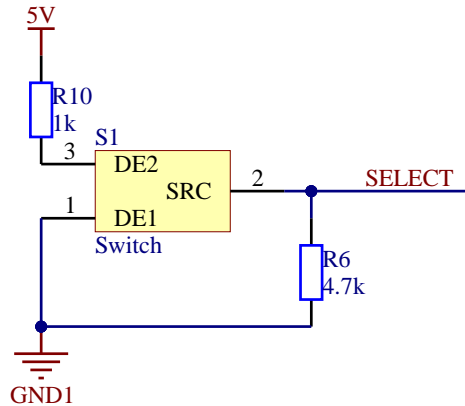 5V
R10
1k
S1
3
DE2
2
SELECT
SRC
1
DE1
Switch
R6
4.7k
GND1